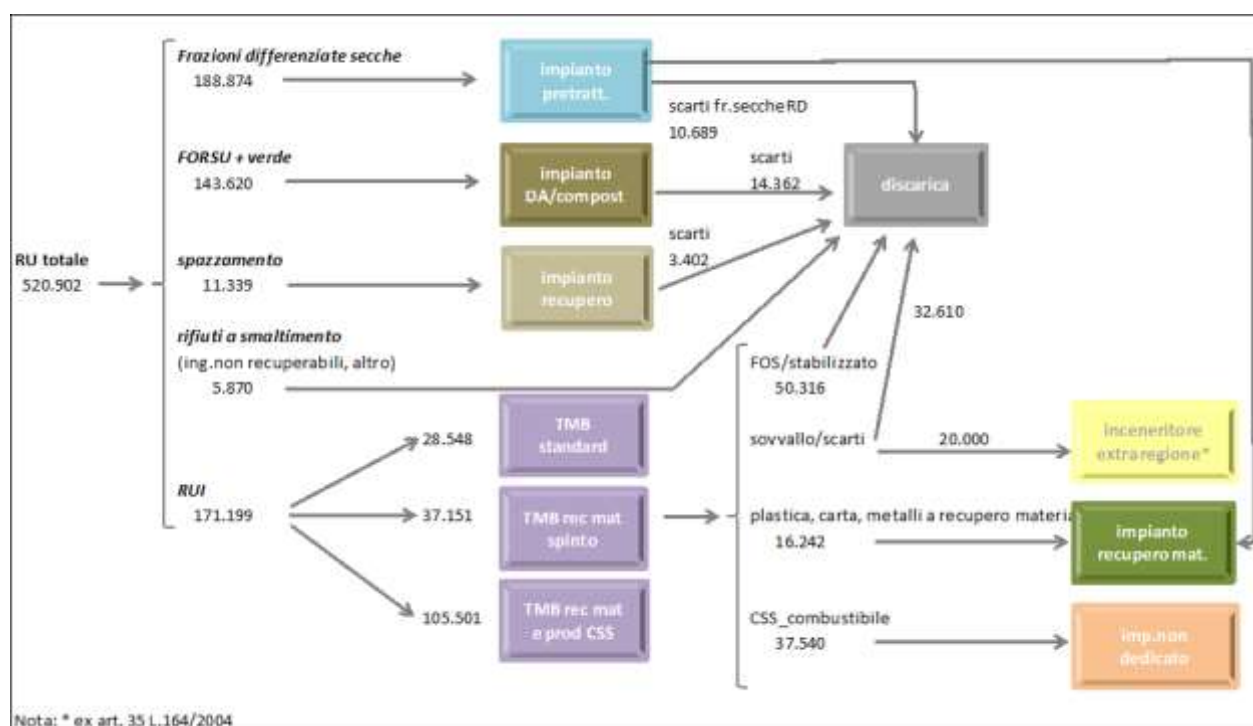 Frazioni differenziate secche
188.874
impianto
pretratt.
scarti fr.seccheRD
10.689
FORSU + verde
143.620
impianto
DA/compost
scarti
14.362
discarica
RU totale
520.902
spazzamento
11.339
impianto
recupero
scarti
3.402
32.610
rifiuti a smaltimento
(ing.non recuperabili, altro)
5.870
FOS/stabilizzato
50.316
TMB
standard
28.548
sovvallo/scarti
20.000
inceneritore
extraregione*
RUI
171.199
37.151
TMB rec mat
spinto
plastica, carta, metalli a recupero materia
16.242
impianto
recupero mat.
105.501
TMB rec mat
e prod CSS
CSS_combustibile
37.540
imp.non
dedicato
Nota: * ex art. 35 L.164/2004